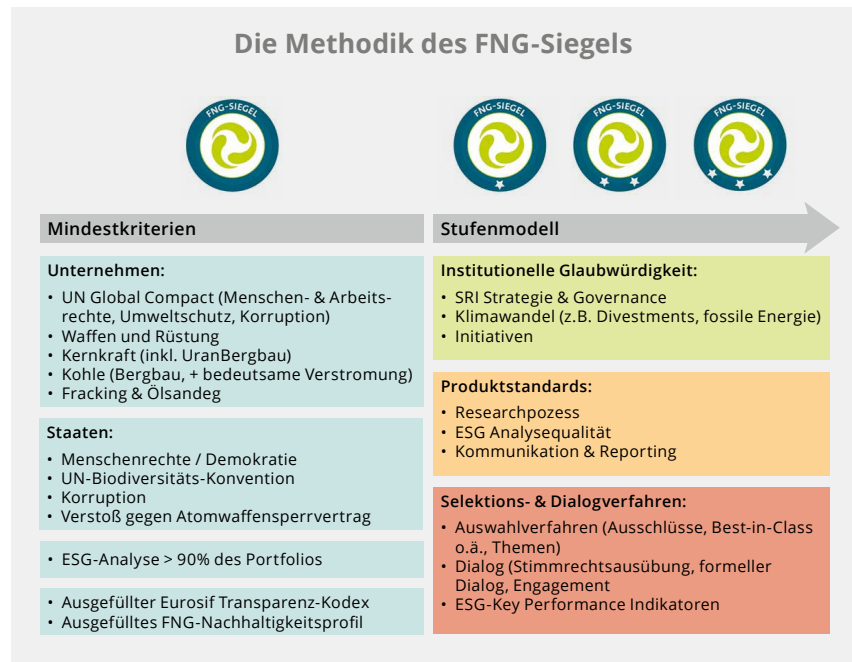 Die Methodik des FNG-Siegels
FNG-SIEGEL
FNG-SIEGEL
FNG-SIEGEL
FNG-SIEGEL
Mindestkriterien
Unternehmen:
• UN Global Compact (Menschen- & Arbeits-
rechte, Umweltschutz, Korruption)
• Waffen und Rüstung
• Kernkraft (inkl. UranBergbau)
• Kohle (Bergbau, + bedeutsame Verstromung)
• Fracking & Ölsandeg
Staaten:
• Menschenrechte / Demokratie
• UN-Biodiversitäts-Konvention
• Korruption
• Verstoß gegen Atomwaffensperrvertrag
• ESG-Analyse > 90% des Portfolios
• Ausgefüllter Eurosif Transparenz-Kodex
• Ausgefülltes FNG-Nachhaltigkeitsprofil
Stufenmodell
Institutionelle Glaubwürdigkeit:
• SRI Strategie & Governance
• Klimawandel (z.B. Divestments, fossile Energie)
• Initiativen
Produktstandards:
• Researchpozess
• ESG Analysequalität
• Kommunikation & Reporting
Selektions- & Dialogverfahren:
• Auswahlverfahren (Ausschlüsse, Best-in-Class
o.ä., Themen)
• Dialog (Stimmrechtsausübung, formeller
Dialog, Engagement
• ESG-Key Performance Indikatoren